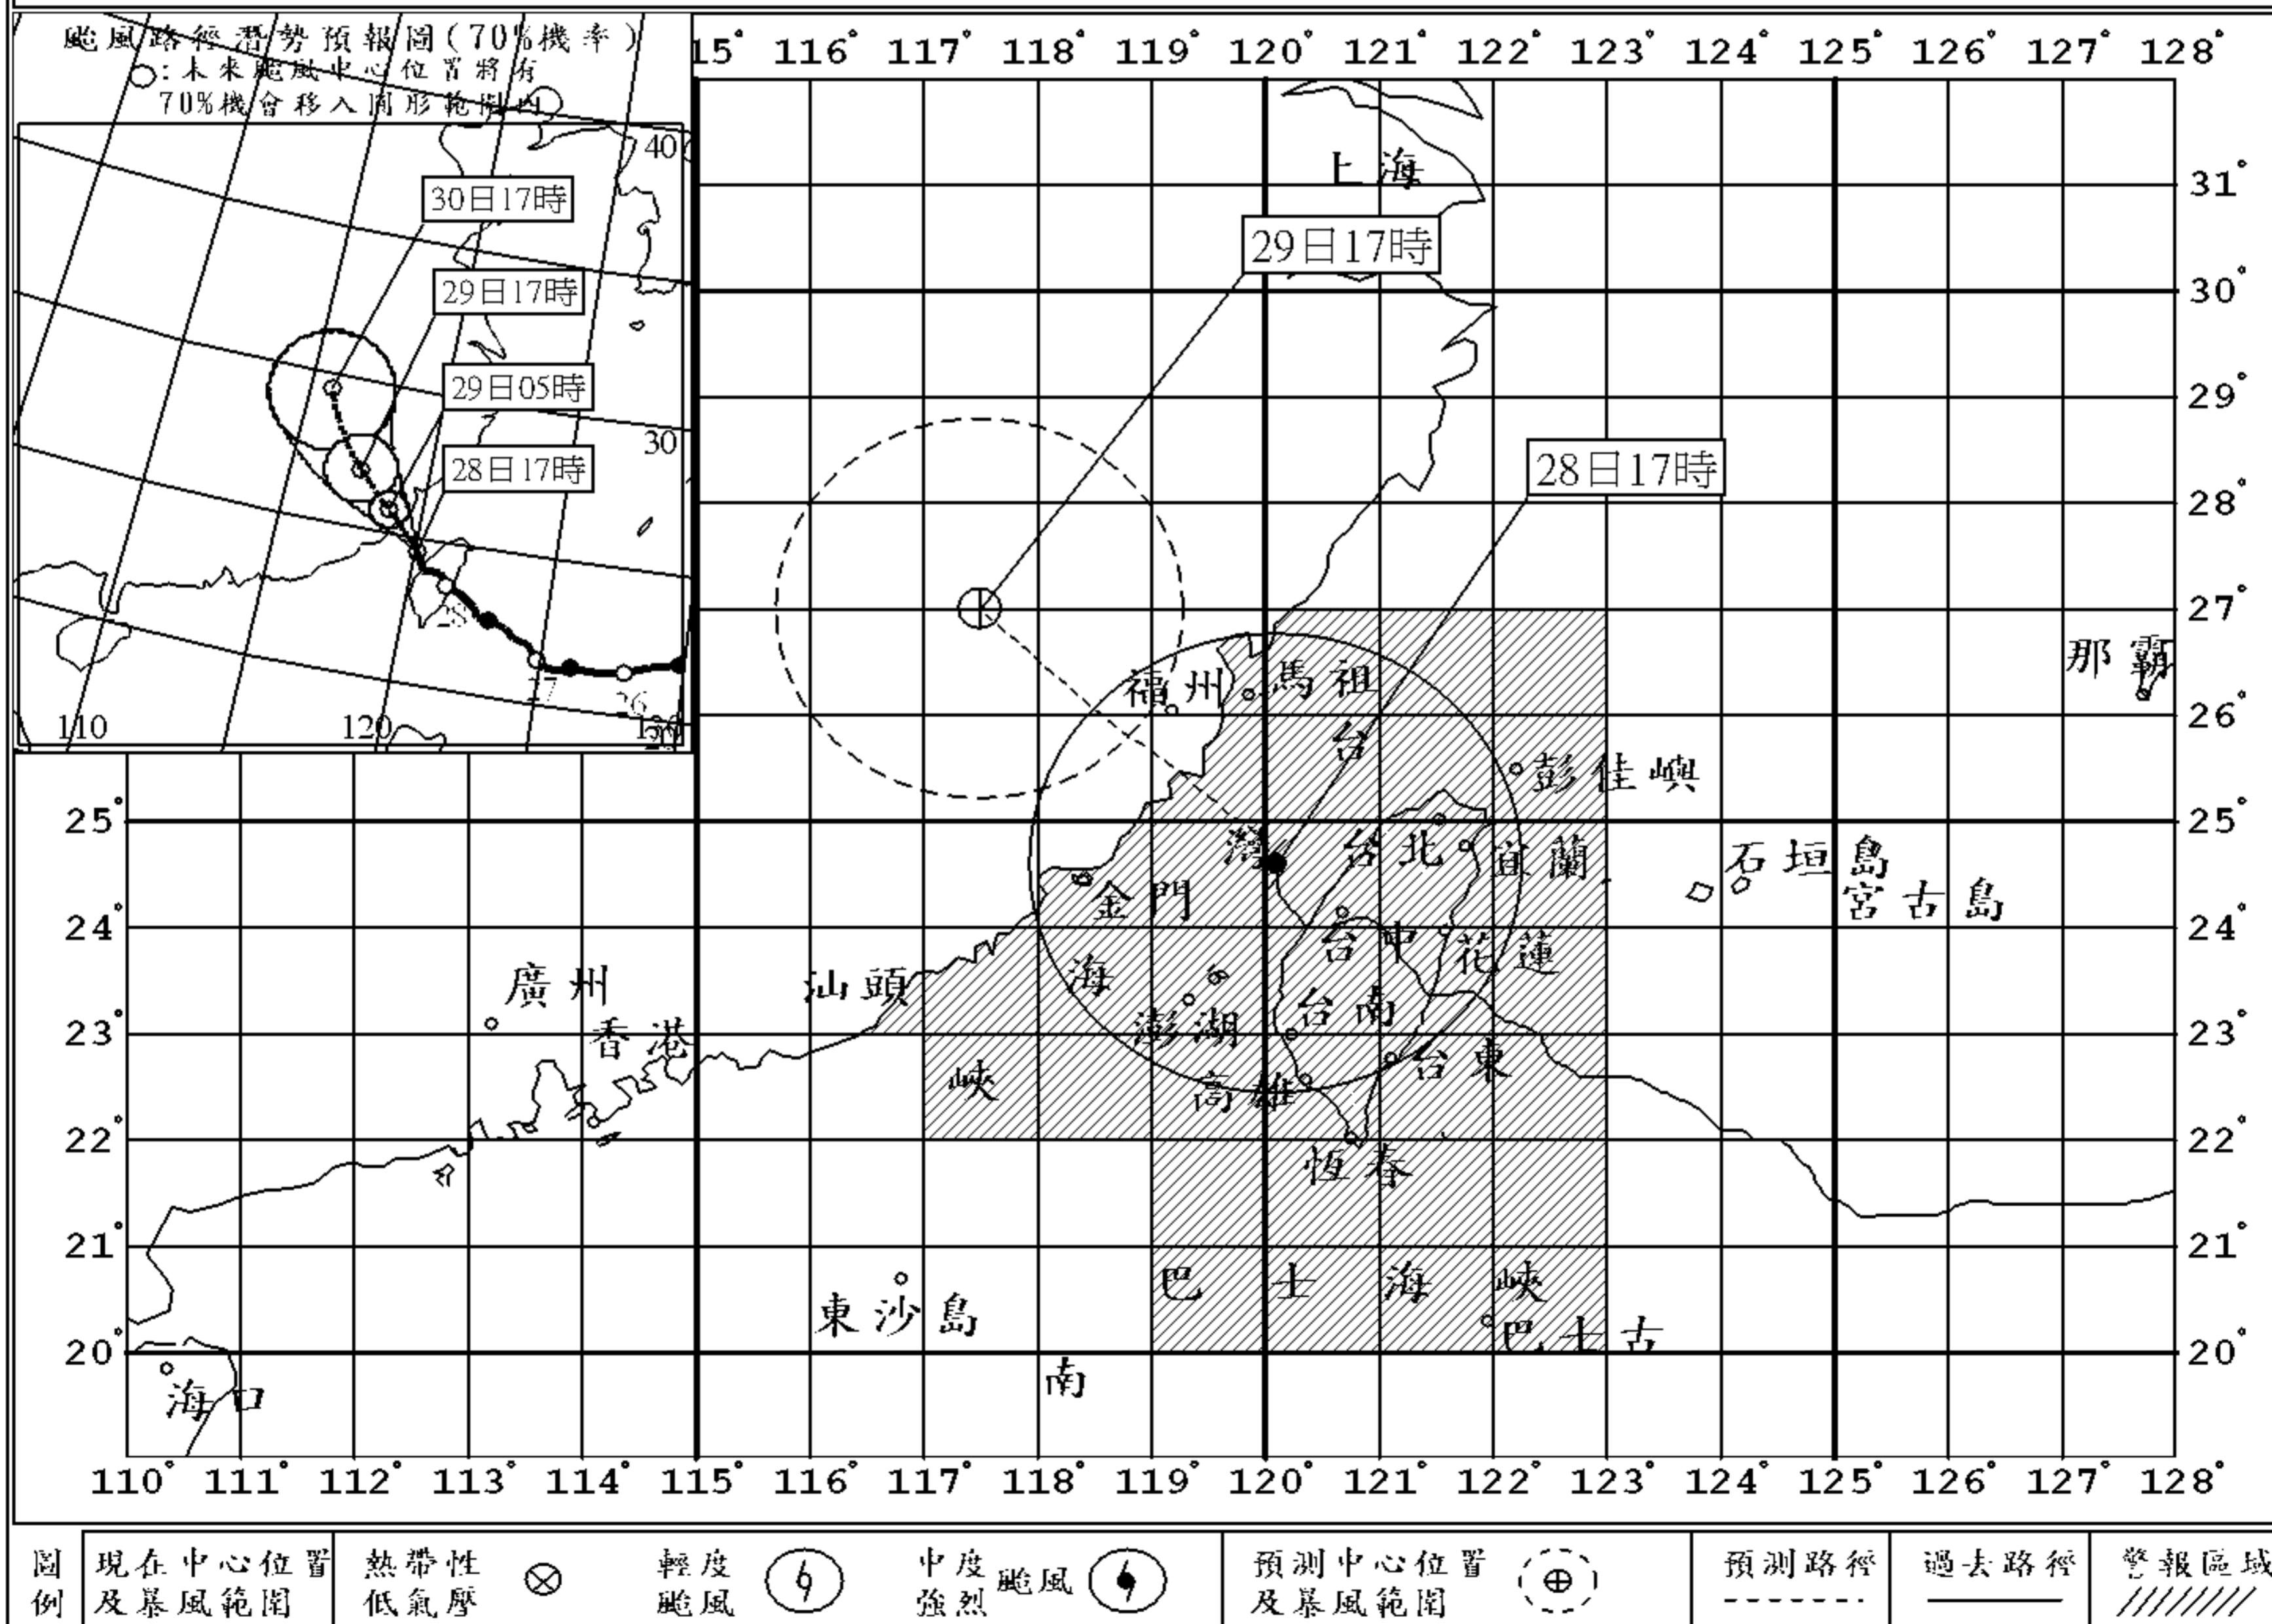 颱風路徑潛勢預報圖(70%機率)
○:未來颱風中心位置將有
70%機會移入圓形範圍內
30日17時
29日17時
29日05時
28日17時
40
30
28
27
26
110
120
15° 116° 117° 118° 119° 120° 121° 122° 123° 124° 125° 126° 127° 128°
上海
31°
29日17時
30°
29°
28日17時
28°
27°
那霸
福州
馬祖
26°
台
彭佳嶼
25°
25°
灣
台北
宜蘭
石垣島
宮古島
金門
24°
24°
台中
花蓮
廣州
汕頭
海
台南
香港
澎湖
23°
23°
台東
峽
高雄
22°
22°
恆春
21°
21°
巴士海峽
東沙島
巴士古
20°
20°
南
海口
110° 111° 112° 113° 114° 115° 116° 117° 118° 119° 120° 121° 122° 123° 124° 125° 126° 127° 128°
圖例
現在中心位置
及暴風範圍
熱帶性
低氣壓
輕度
颱風
中度
強烈
颱風
預測中心位置
及暴風範圍
預測路徑
過去路徑
警報區域